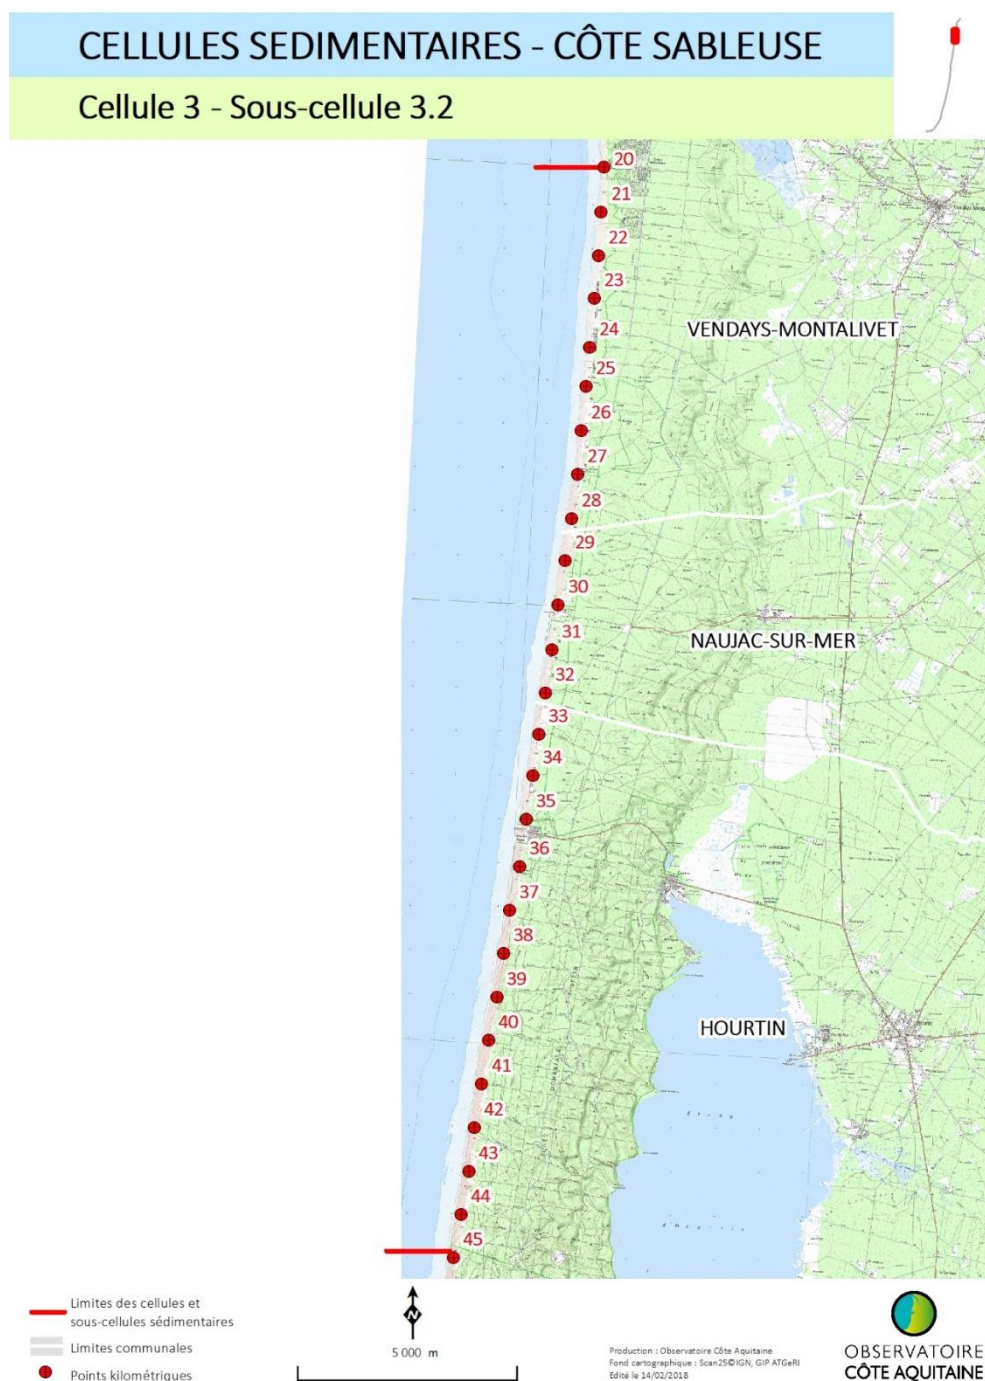 CELLULES SEDIMENTAIRES - CÔTE SABLEUSE
Cellule 3 - Sous-cellule 3.2
20
21
22
23
24
VENDAYS-MONTALIVET
25
26
27
28
29
30
31
NAUJAC-SUR-MER
32
33
34
35
36
37
38
39
40
HOURTIN
41
42
43
44
45
Limites des cellules et
sous-cellules sédimentaires
Limites communales
Points kilométriques
N
5 000 m
Production : Observatoire Côte Aquitaine
Fond cartographique : Scan25©IGN, GIP ATGeRI
Edité le 14/02/2018
OBSERVATOIRE
CÔTE AQUITAINE